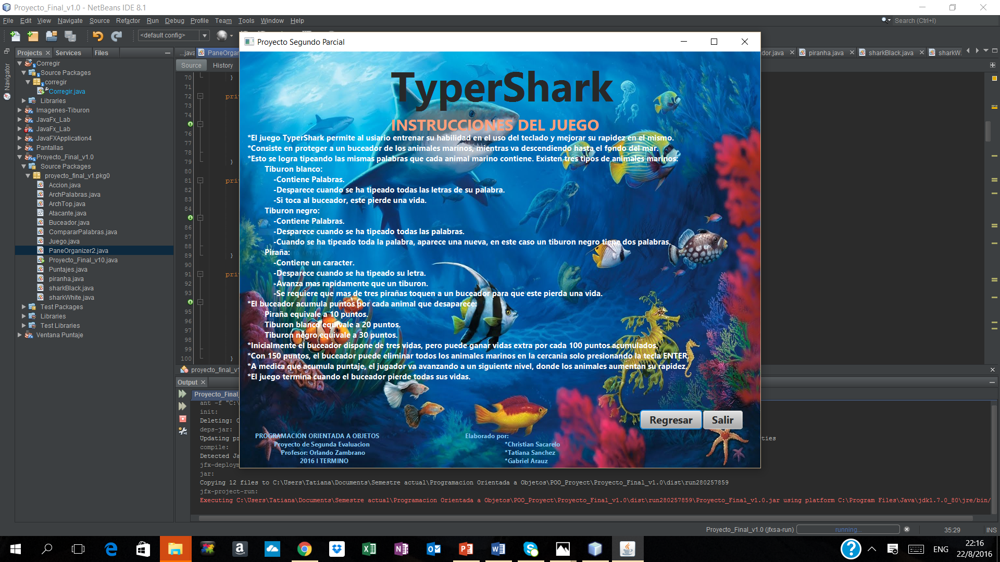 Proyecto_Final_v1.0 - NetBeans IDE 8.1
File Edit View Navigate Source Refactor Run Debug Profile Team Tools Window Help
Search (Ctrl+I)
<default config>
Projects Services Files
...java PaneOrgan dor.java piranha.java sharkBlack.java sharkW.
Source History
Navigator
Corregir
Source Packages
corregir
Corregir.java
Libraries
Imagenes-Tiburon
JavaFx_Lab
JavaFx_Lab
JavaFXApplication4
Pantallas
Proyecto_Final_v1.0
Source Packages
proyecto_final_v1.pkg0
Accion.java
ArchPalabras.java
ArchTop.java
Atacante.java
Buceador.java
CompararPalabras.java
Juego.java
PaneOrganizer2.java
Proyecto_Final_v10.java
Puntajes.java
piranha.java
sharkBlack.java
sharkWhite.java
Test Packages
Libraries
Test Libraries
Ventana Puntaje
70 }
71
72 pri
73
74
76
77
78
79 }
80
81 pri
82
83
84
86
87
88
89 }
90
91 pri
92
93
95
96
97
98
99
100 }
proyecto_final_v1
Proyecto Segundo Parcial
TyperShark
INSTRUCCIONES DEL JUEGO
*El juego TyperShark permite al usiario entrenar su habilidad en el uso del teclado y mejorar su rapidez en el mismo.
*Consiste en proteger a un buceador de los animales marinos, mientras va descendiendo hasta el fondo del mar.
*Esto se logra tipeando las mismas palabras que cada animal marino contiene. Existen tres tipos de animales marinos:
Tiburon blanco:
-Contiene Palabras.
-Desparece cuando se ha tipeado todas las letras de su palabra.
-Si toca al buceador, este pierde una vida.
Tiburon negro:
-Contiene Palabras.
-Desparece cuando se ha tipeado todas las palabras.
-Cuando se ha tipeado toda la palabra, aparece una nueva, en este caso un tiburon negro tiene dos palabras.
Piraña:
-Contiene un caracter.
-Desparece cuando se ha tipeado su letra.
-Avanza mas rapidamente que un tiburon.
-Se requiere que mas de tres pirañas toquen a un buceador para que este pierda una vida.
*El buceador acumula puntos por cada animal que desaparece:
Piraña equivale a 10 puntos.
Tiburon blanco equivale a 20 puntos.
Tiburon negro equivale a 30 puntos.
*Inicialmente el buceador dispone de tres vidas, pero puede ganar vidas extra por cada 100 puntos acumulados.
*Con 150 puntos, el buceador puede eliminar todos los animales marinos en la cercania solo presionando la tecla ENTER.
*A medica que acumula puntaje, el jugador va avanzando a un siguiente nivel, donde los animales aumentan su rapidez.
*El juego termina cuando el buceador pierde todas sus vidas.
Regresar Salir
PROGRAMACION ORIENTADA A OBJETOS
Proyecto de Segunda Evaluacion
Profesor: Orlando Zambrano
2016 I TERMINO
Elaborado por:
*Christian Sacarelo
*Tatiana Sanchez
*Gabriel Arauz
Output
Proyecto_Final
ant -f "C:\
init:
Deleting: C
deps-jar:
Updating pr ties
compile:
Detected Ja
jfx-deploym
jar:
Copying 12 files to C:\Users\Tatiana\Documents\Semestre actual\Programacion Orientada a Objetos\POO_Proyect\Proyecto_Final_v1.0\dist\run280257859
jfx-project-run:
Executing C:\Users\Tatiana\Documents\Semestre actual\Programacion Orientada a Objetos\POO_Proyect\Proyecto_Final_v1.0\dist\run280257859\Proyecto_Final_v1.0.jar using platform C:\Program Files\Java\jdk1.7.0_80\jre/bin/
Proyecto_Final_v1.0 (jfxsa-run) running... 35:29 INS
ENG
22:16
22/8/2016